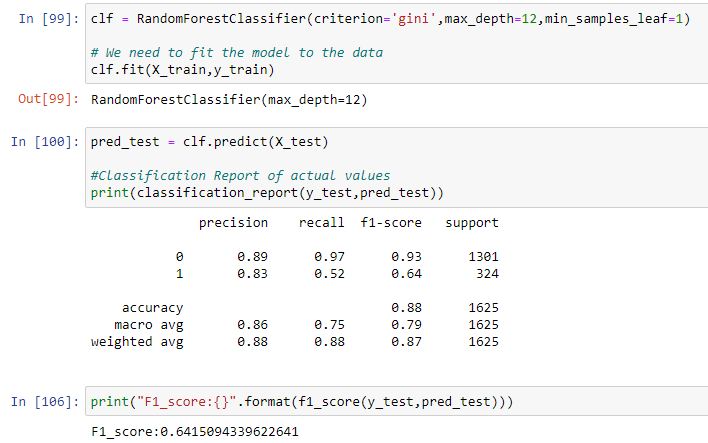 In [99]: clf = RandomForestClassifier(criterion='gini',max_depth=12,min_samples_leaf=1)
# We need to fit the model to the data
clf.fit(X_train,y_train)
Out[99]: RandomForestClassifier(max_depth=12)
In [100]: pred_test = clf.predict(X_test)
#Classification Report of actual values
print(classification_report(y_test,pred_test))
precision recall f1-score support
0 0.89 0.97 0.93 1301
1 0.83 0.52 0.64 324
accuracy 0.88 1625
macro avg 0.86 0.75 0.79 1625
weighted avg 0.88 0.88 0.87 1625
In [106]: print("F1_score:{}".format(f1_score(y_test,pred_test)))
F1_score:0.6415094339622641